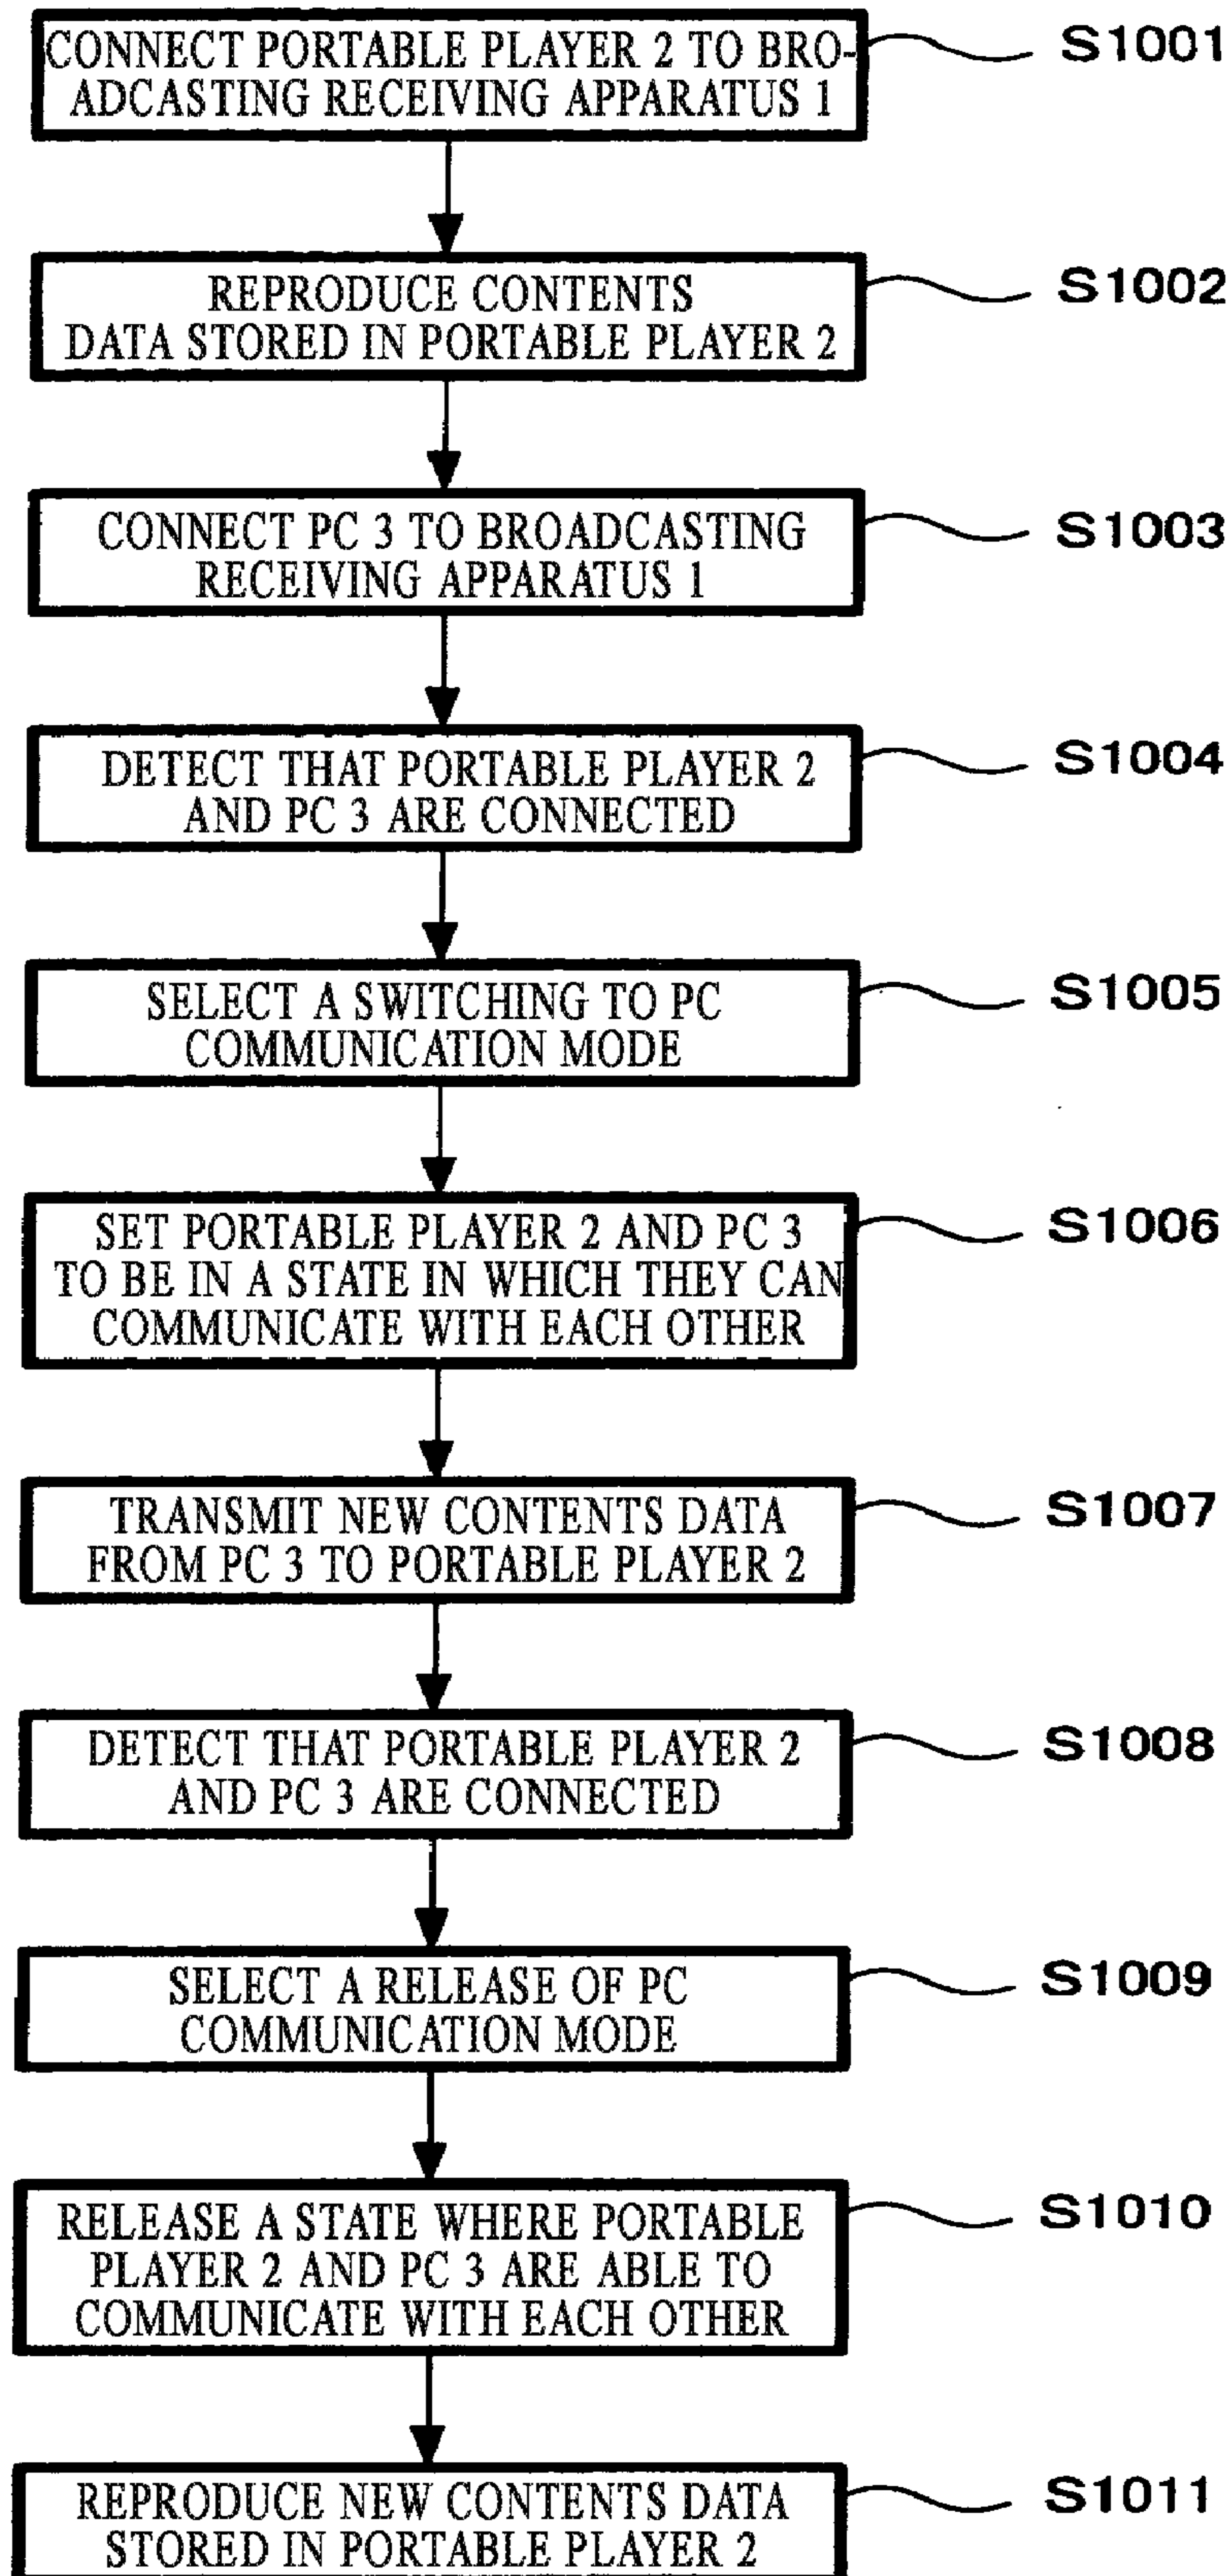 CONNECT PORTABLE PLAYER 2 TO BRO-
ADCASTING RECEIVING APPARATUS 1
S1001
REPRODUCE CONTENTS
DATA STORED IN PORTABLE PLAYER 2
S1002
CONNECT PC 3 TO BROADCASTING
RECEIVING APPARATUS 1
S1003
DETECT THAT PORTABLE PLAYER 2
AND PC 3 ARE CONNECTED
S1004
SELECT A SWITCHING TO PC
COMMUNICATION MODE
S1005
SET PORTABLE PLAYER 2 AND PC 3
TO BE IN A STATE IN WHICH THEY CAN
COMMUNICATE WITH EACH OTHER
S1006
TRANSMIT NEW CONTENTS DATA
FROM PC 3 TO PORTABLE PLAYER 2
S1007
DETECT THAT PORTABLE PLAYER 2
AND PC 3 ARE CONNECTED
S1008
SELECT A RELEASE OF PC
COMMUNICATION MODE
S1009
RELEASE A STATE WHERE PORTABLE
PLAYER 2 AND PC 3 ARE ABLE TO
COMMUNICATE WITH EACH OTHER
S1010
REPRODUCE NEW CONTENTS DATA
STORED IN PORTABLE PLAYER 2
S1011